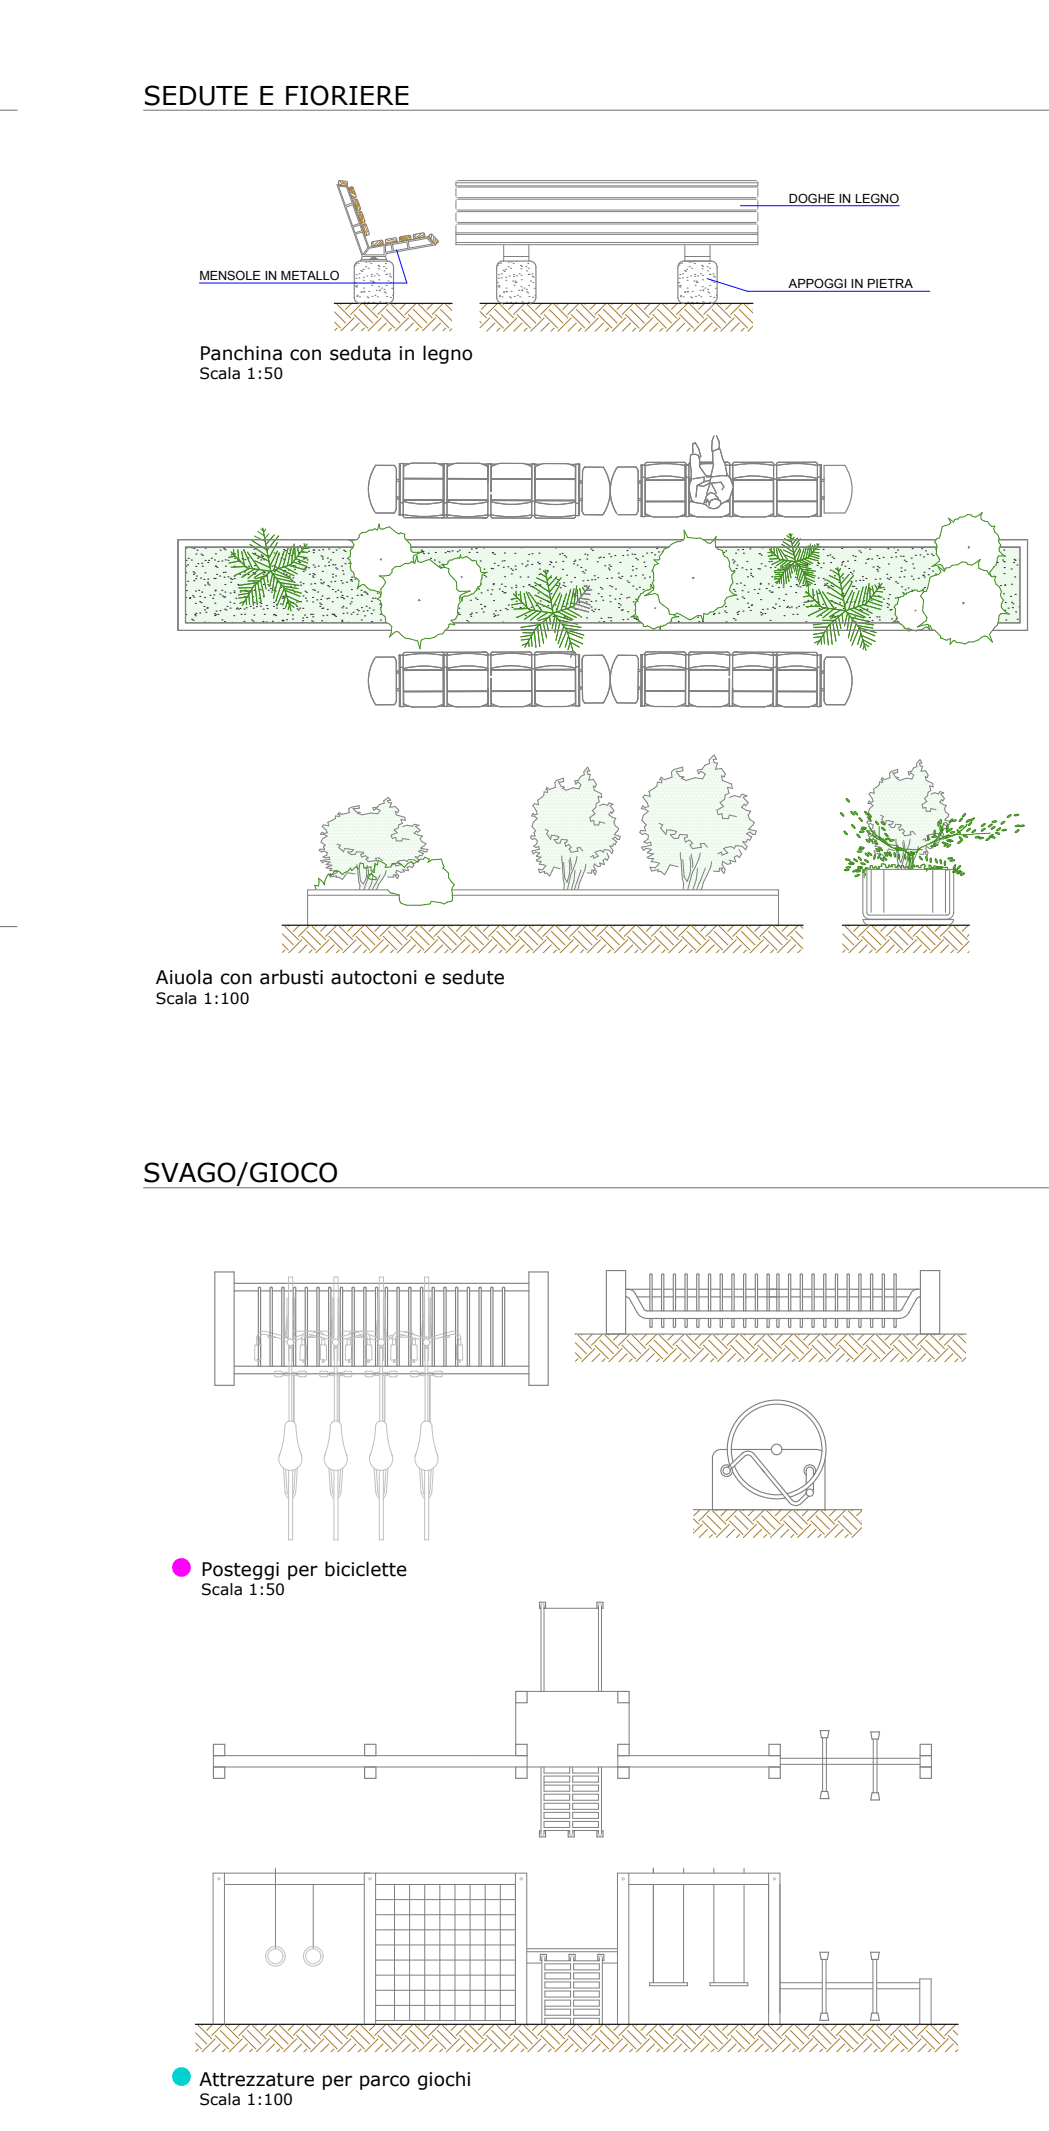 SEDUTE E FIORIERE
DOGHE IN LEGNO
MENSOLE IN METALLO
APPOGGI IN PIETRA
Panchina con seduta in legno
Scala 1:50
Aiuola con arbusti autoctoni e sedute
Scala 1:100
SVAGO/GIOCO
Posteggi per biciclette
Scala 1:50
Attrezzature per parco giochi
Scala 1:100